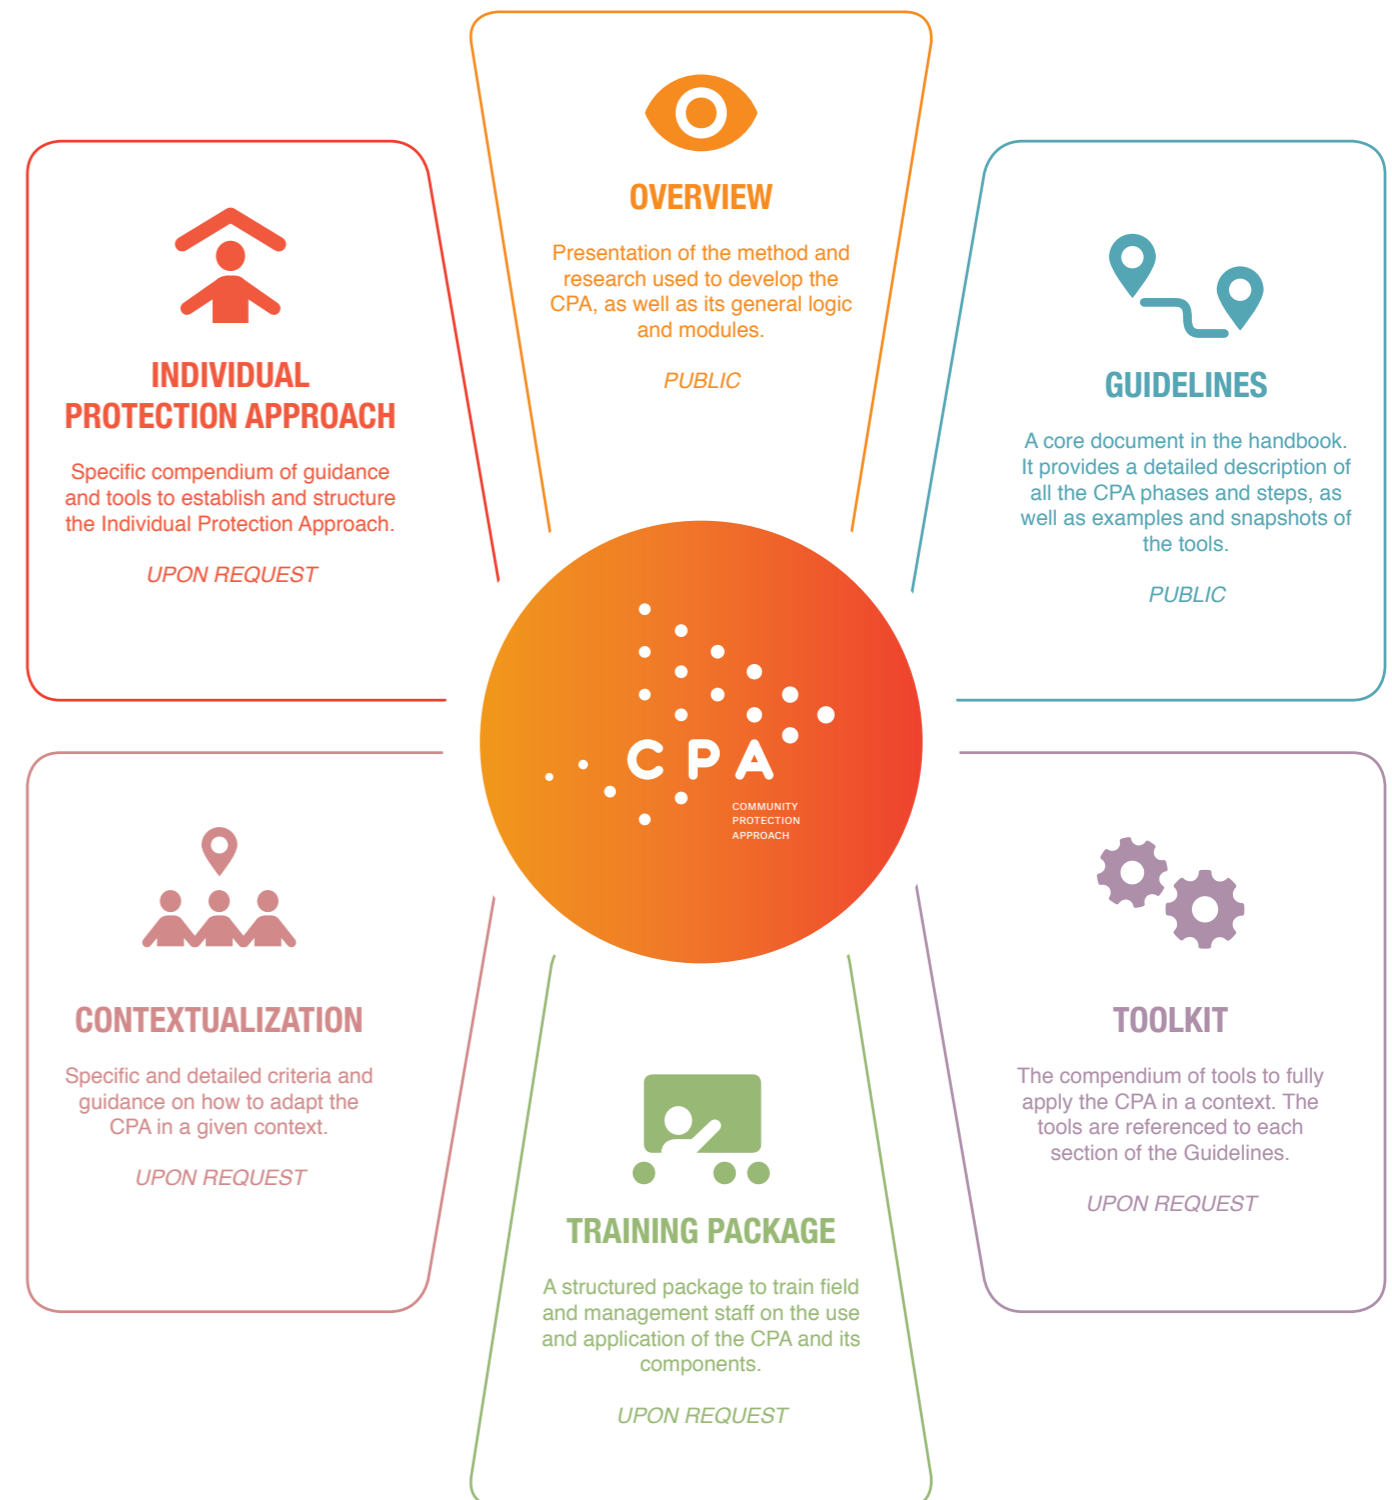 OVERVIEW
Presentation of the method and
research used to develop the
CPA, as well as its general logic
and modules.
PUBLIC
INDIVIDUAL
PROTECTION APPROACH
Specific compendium of guidance
and tools to establish and structure
the Individual Protection Approach.
UPON REQUEST
GUIDELINES
A core document in the handbook.
It provides a detailed description of
all the CPA phases and steps, as
well as examples and snapshots of
the tools.
PUBLIC
CPA
COMMUNITY
PROTECTION
APPROACH
CONTEXTUALIZATION
Specific and detailed criteria and
guidance on how to adapt the
CPA in a given context.
UPON REQUEST
TOOLKIT
The compendium of tools to fully
apply the CPA in a context. The
tools are referenced to each
section of the Guidelines.
UPON REQUEST
TRAINING PACKAGE
A structured package to train field
and management staff on the use
and application of the CPA and its
components.
UPON REQUEST